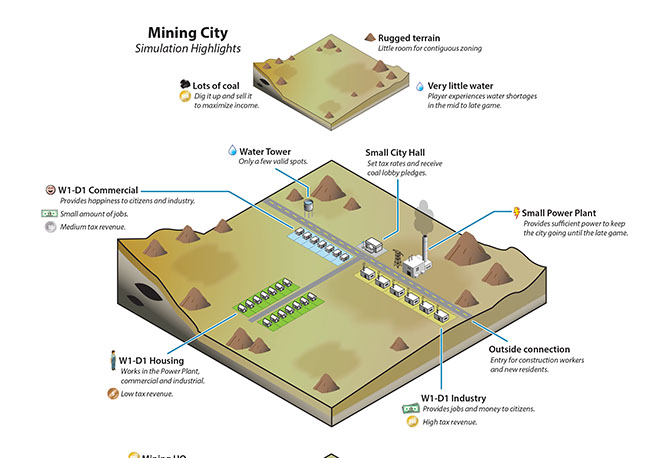 Mining City
Simulation Highlights
Rugged terrain
Little room for contiguous zoning
Lots of coal
Dig it up and sell it
to maximize income.
Very little water
Player experiences water shortages
in the mid to late game.
Water Tower
Only a few valid spots.
Small City Hall
Set tax rates and receive
coal lobby pledges.
W1-D1 Commercial
Provides happiness to citizens and industry.
Small amount of jobs.
Medium tax revenue.
Small Power Plant
Provides sufficient power to keep
the city going until the late game.
Outside connection
Entry for construction workers
and new residents.
W1-D1 Housing
Works in the Power Plant,
commercial and industrial.
Low tax revenue.
W1-D1 Industry
Provides jobs and money to citizens.
High tax revenue.
Mining HQ